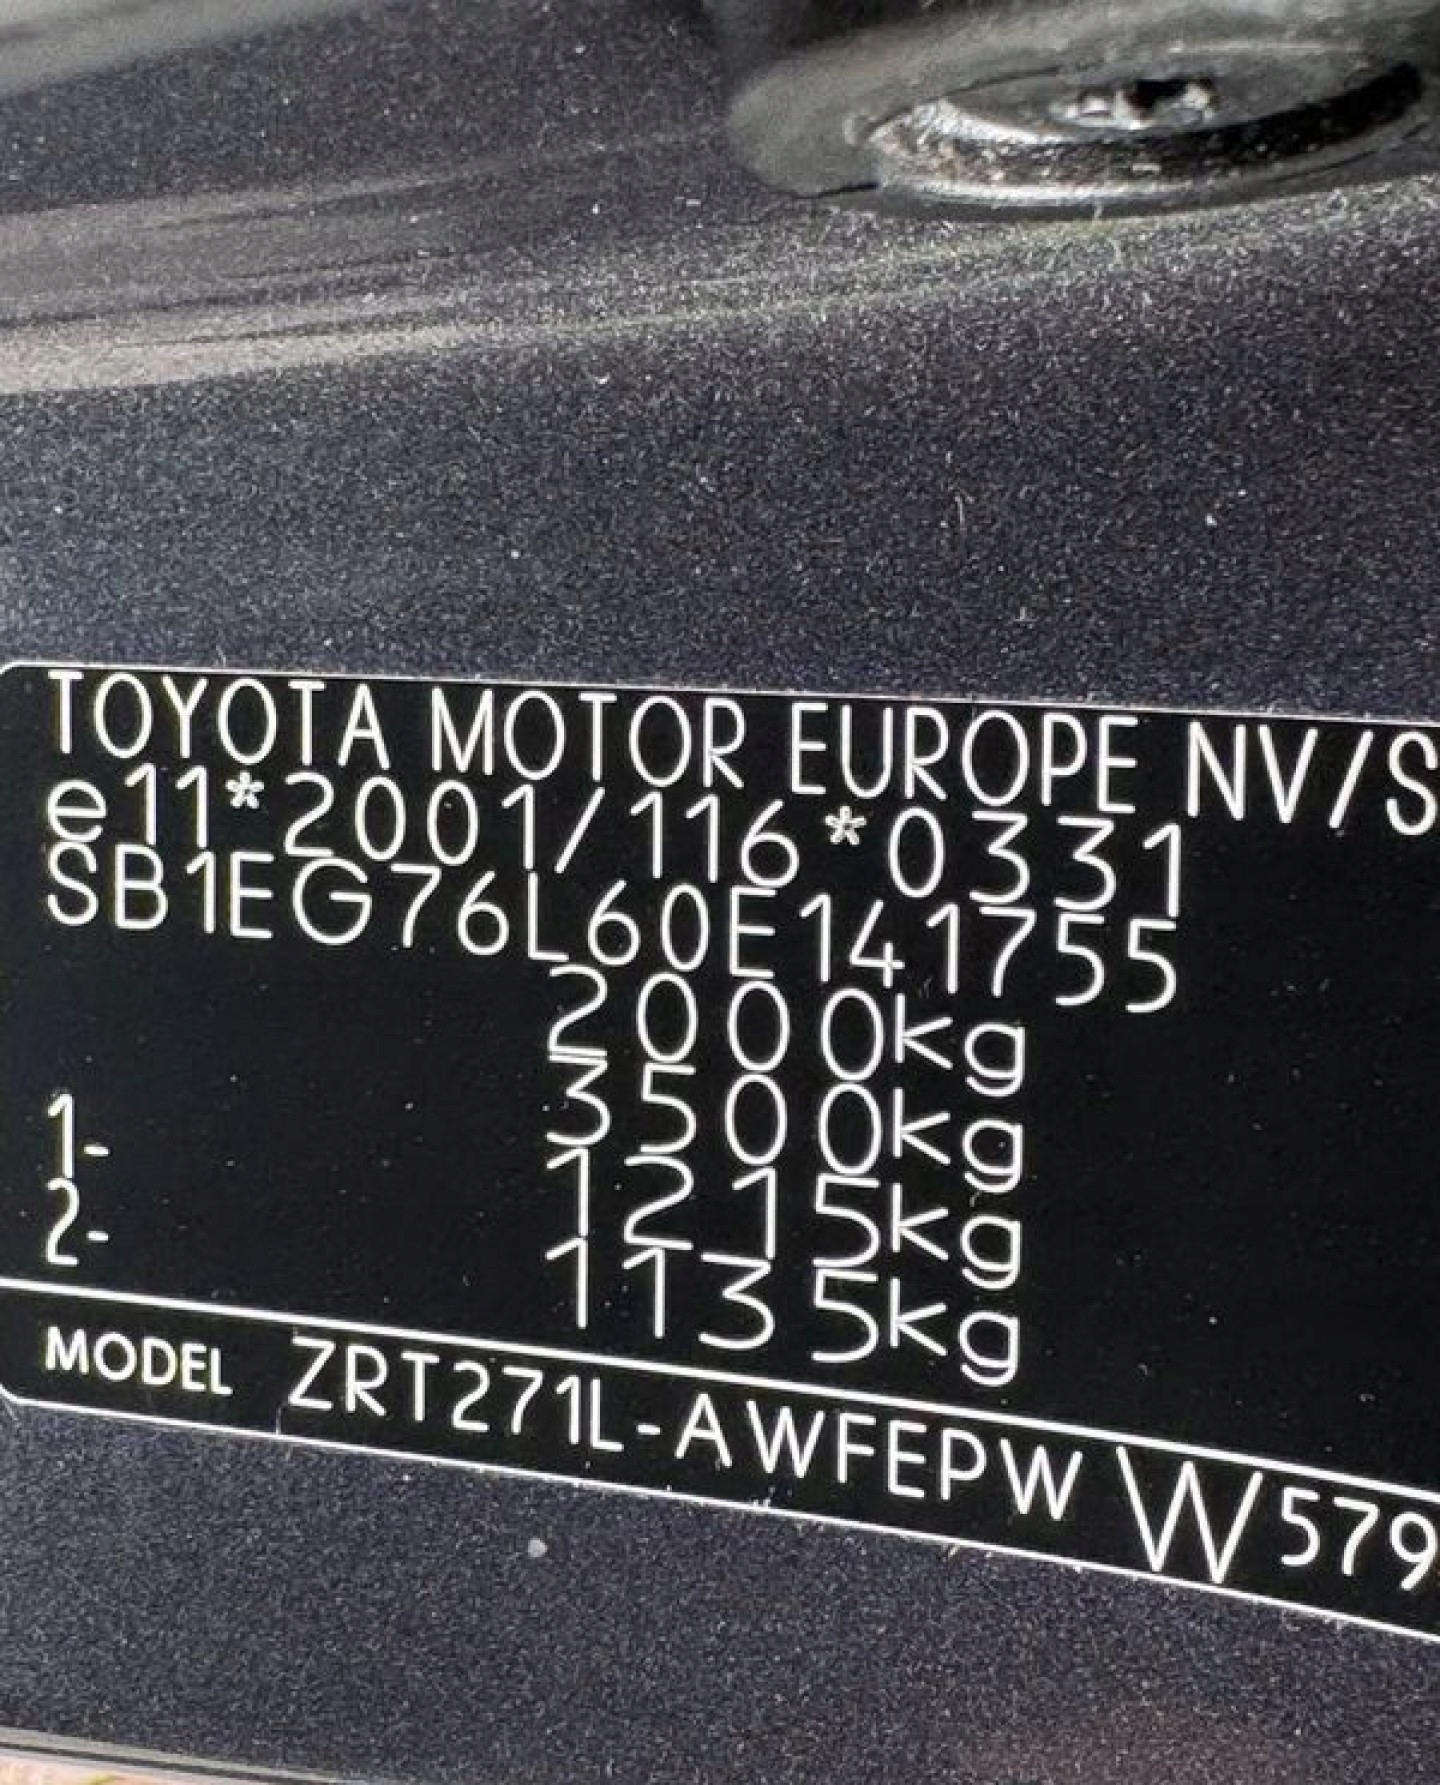 TOYOTA MOTOR EUROPE NV/S
e11*2001/116*0331
SB1EG76L60E141755
2000kg
3500kg
1- 1215kg
2- 1135kg
MODEL ZRT271L-AWFEPW W579